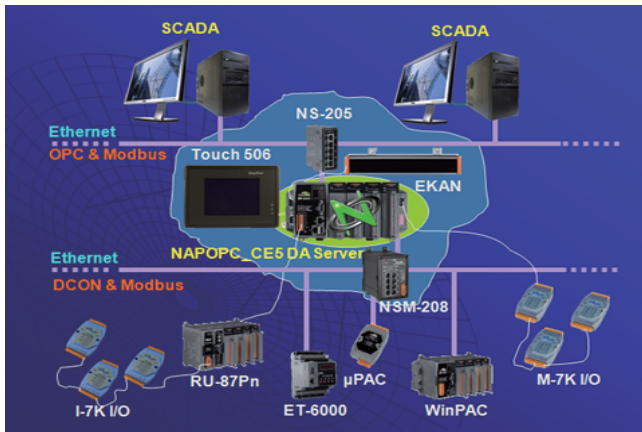 SCADA
SCADA
NS-205
Ethernet
OPC & Modbus
Touch 506
EKAN
NAPOPC_CE5 DA Server
Ethernet
DCON & Modbus
NSM-208
RU-87Pn
I-7K I/O
ET-6000
µPAC
WinPAC
M-7K I/O